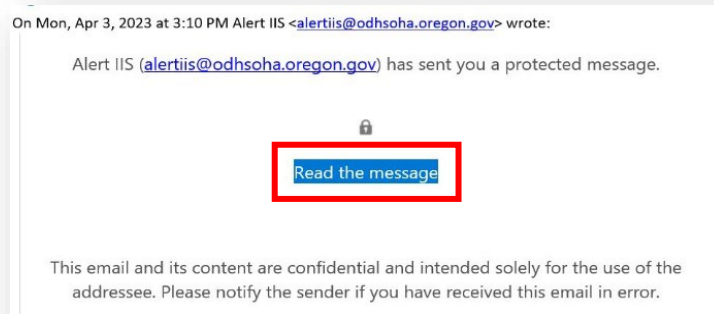 On Mon, Apr 3, 2023 at 3:10 PM Alert IIS <alertiis@odhsoha.oregon.gov> wrote:
Alert IIS (alertiis@odhsoha.oregon.gov) has sent you a protected message.
Read the message
This email and its content are confidential and intended solely for the use of the
addressee. Please notify the sender if you have received this email in error.